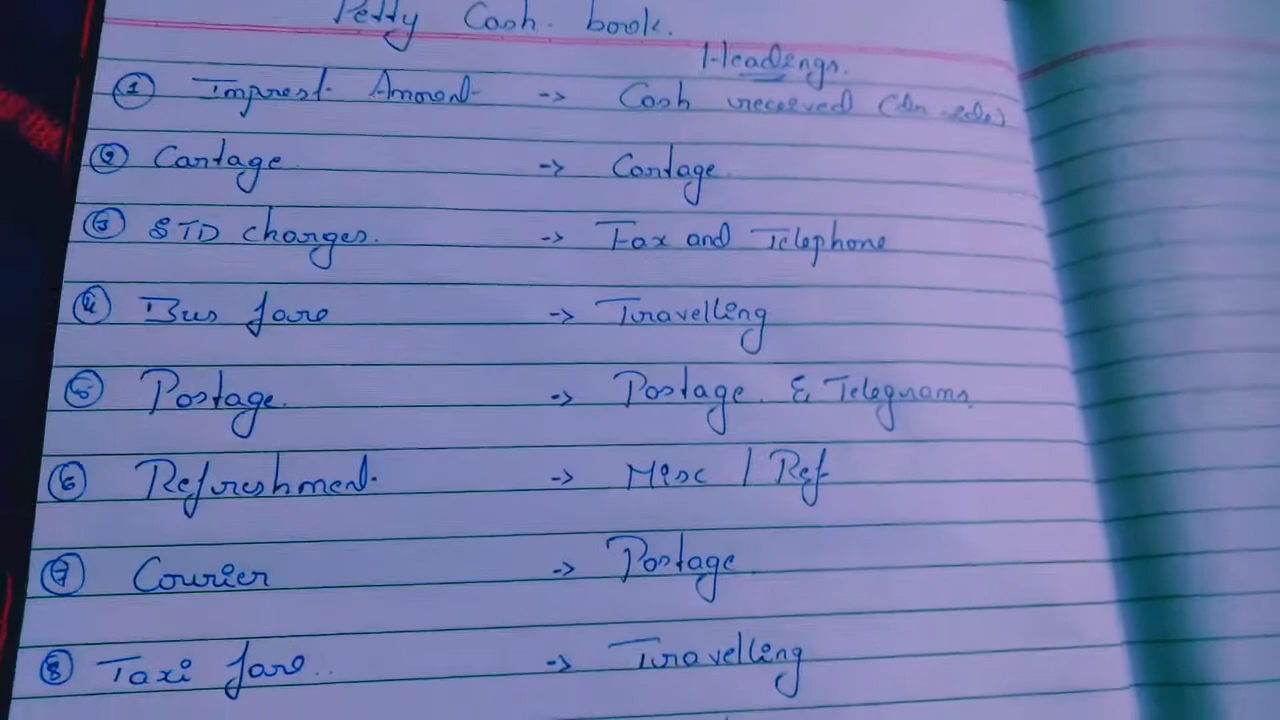 Petty Cash book.
Headings.
① Imprest Amount → Cash received
② Cartage → Cartage
③ STD charges. → Fax and Telephone
④ Bus fare → Travelling
⑤ Postage. → Postage & Telegrams.
⑥ Refreshment. → Misc / Ref
⑦ Courier → Postage
⑧ Taxi fare.. → Travelling